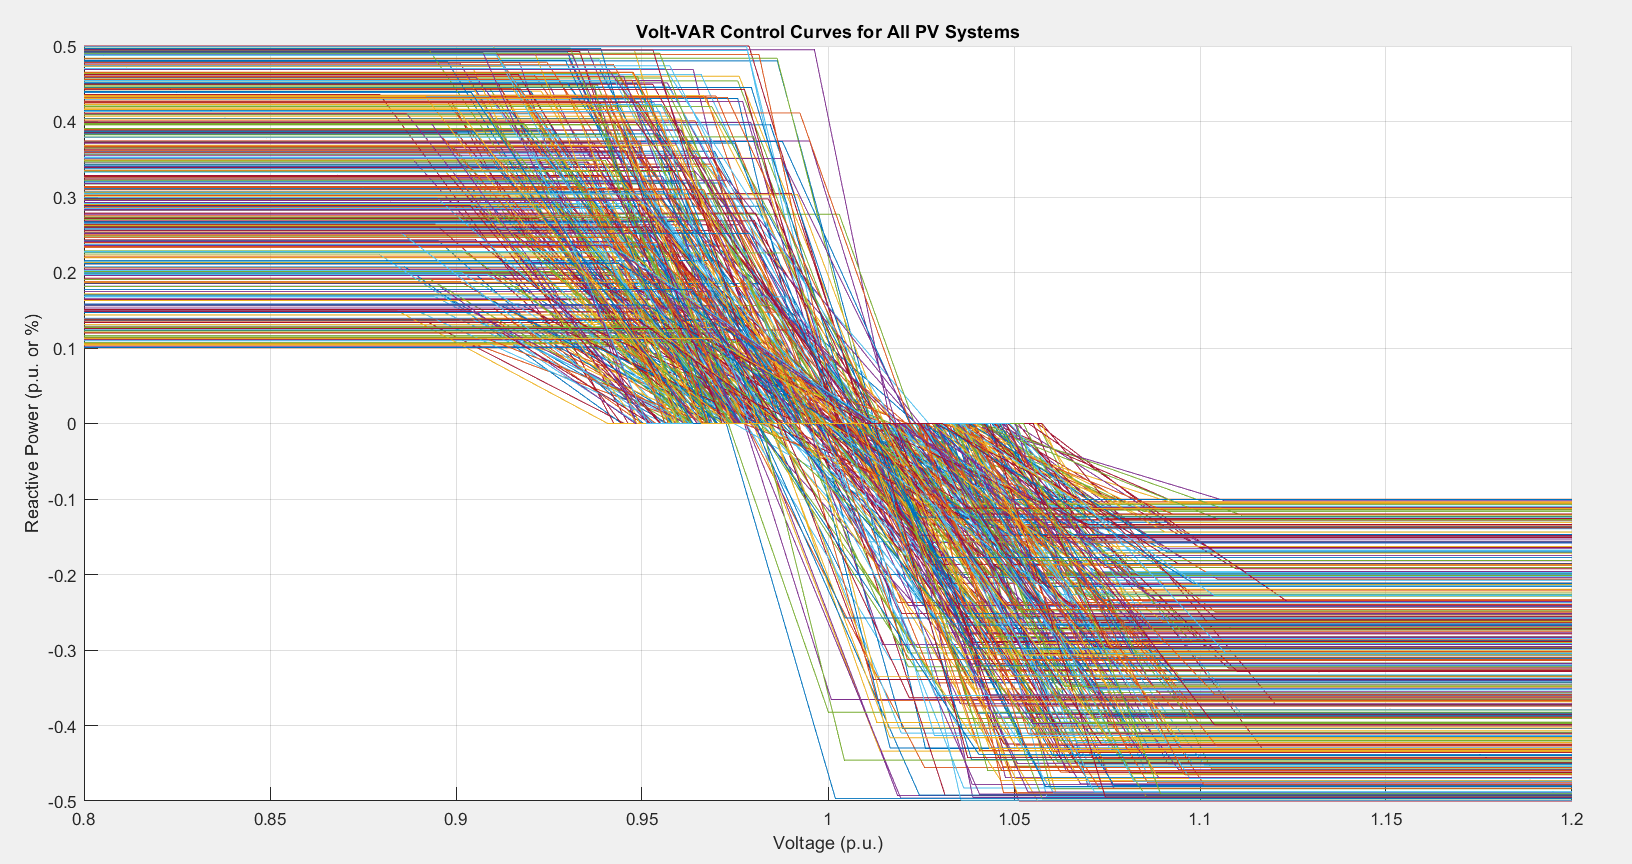 Volt-VAR Control Curves for All PV Systems
0.5
0.4
0.3
0.2
0.1
0
-0.1
-0.2
-0.3
-0.4
-0.5
Reactive Power (p.u. or %)
0.8 0.85 0.9 0.95 1 1.05 1.1 1.15 1.2
Voltage (p.u.)